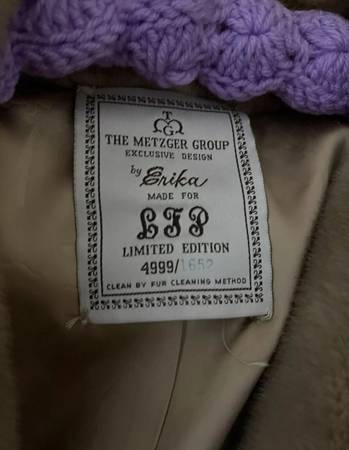 TG
THE METZGER GROUP
EXCLUSIVE DESIGN
by Erika
MADE FOR
LFP
LIMITED EDITION
4999/1652
CLEAN BY FUR CLEANING METHOD